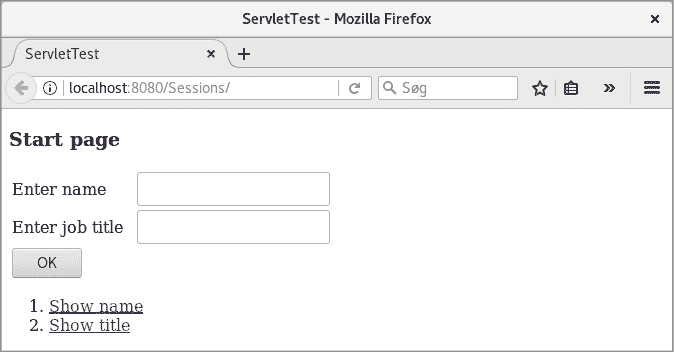 ServletTest - Mozilla Firefox
ServletTest
localhost:8080/Sessions/
Søg
Start page
Enter name
Enter job title
OK
1. Show name
2. Show title